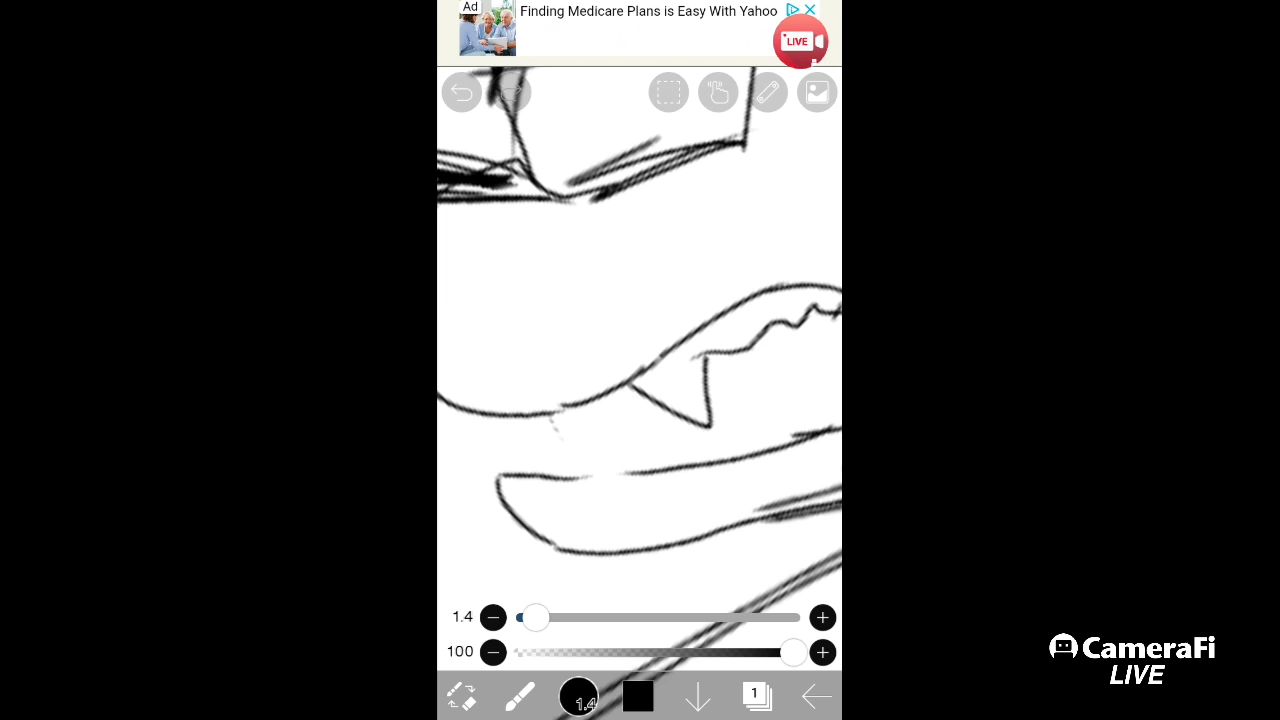 Ad
Finding Medicare Plans is Easy With Yahoo
LIVE
1.4
100
1.4
1
CameraFi
LIVE